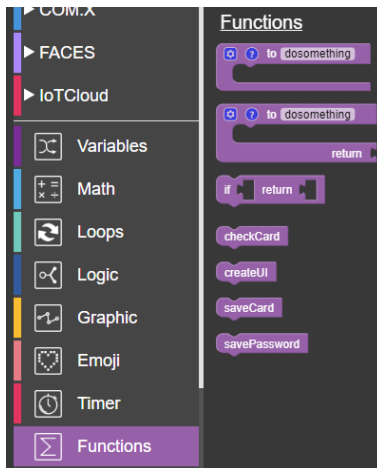 COM.X
FACES
IoTCloud
Variables
Math
Loops
Logic
Graphic
Emoji
Timer
Functions
Functions
to dosomething
to dosomething
return
if return
checkCard
createUI
saveCard
savePassword